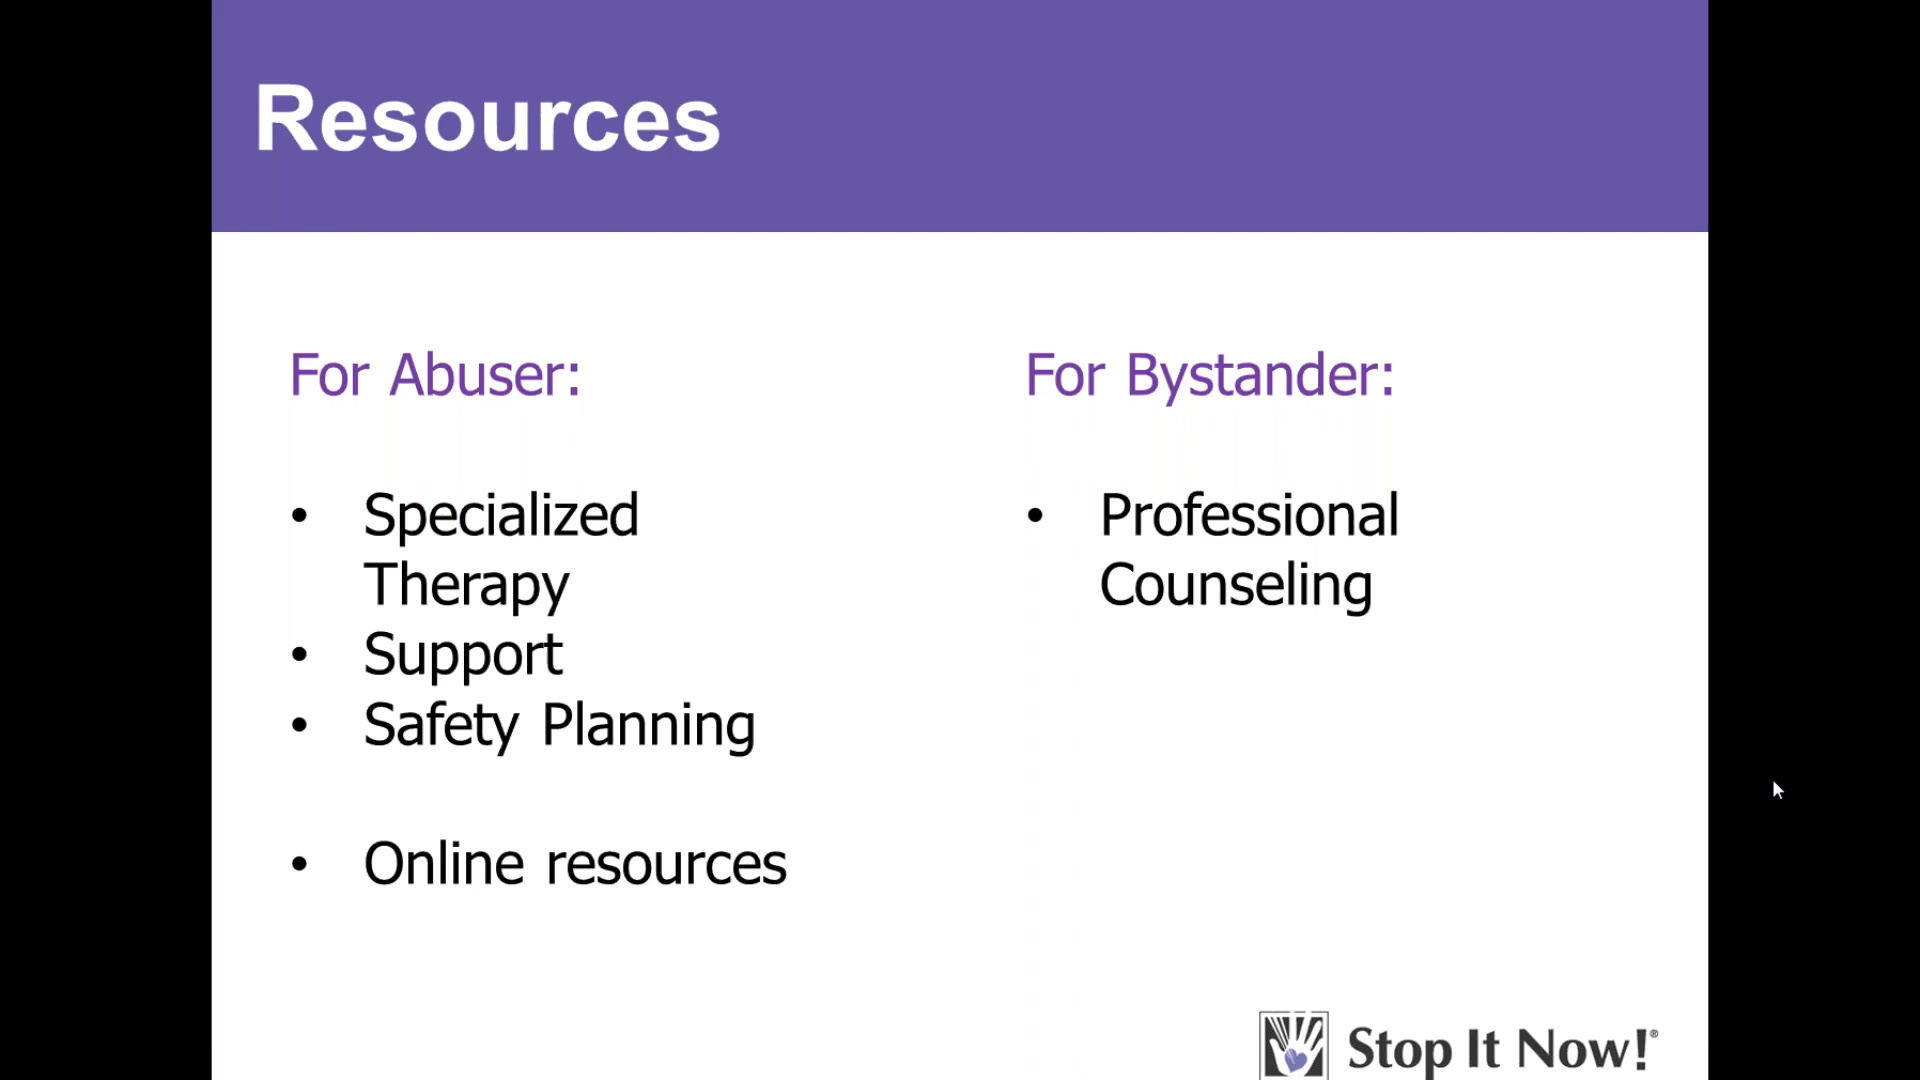 Resources
For Abuser:
• Specialized
Therapy
• Support
• Safety Planning
• Online resources
For Bystander:
• Professional
Counseling
Stop It Now!®